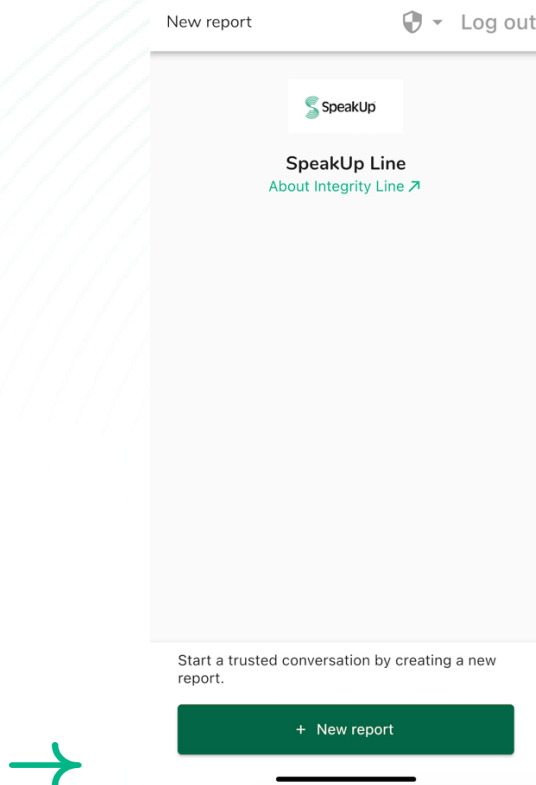 New report
Log out
SpeakUp
SpeakUp Line
About Integrity Line
Start a trusted conversation by creating a new
report.
+ New report